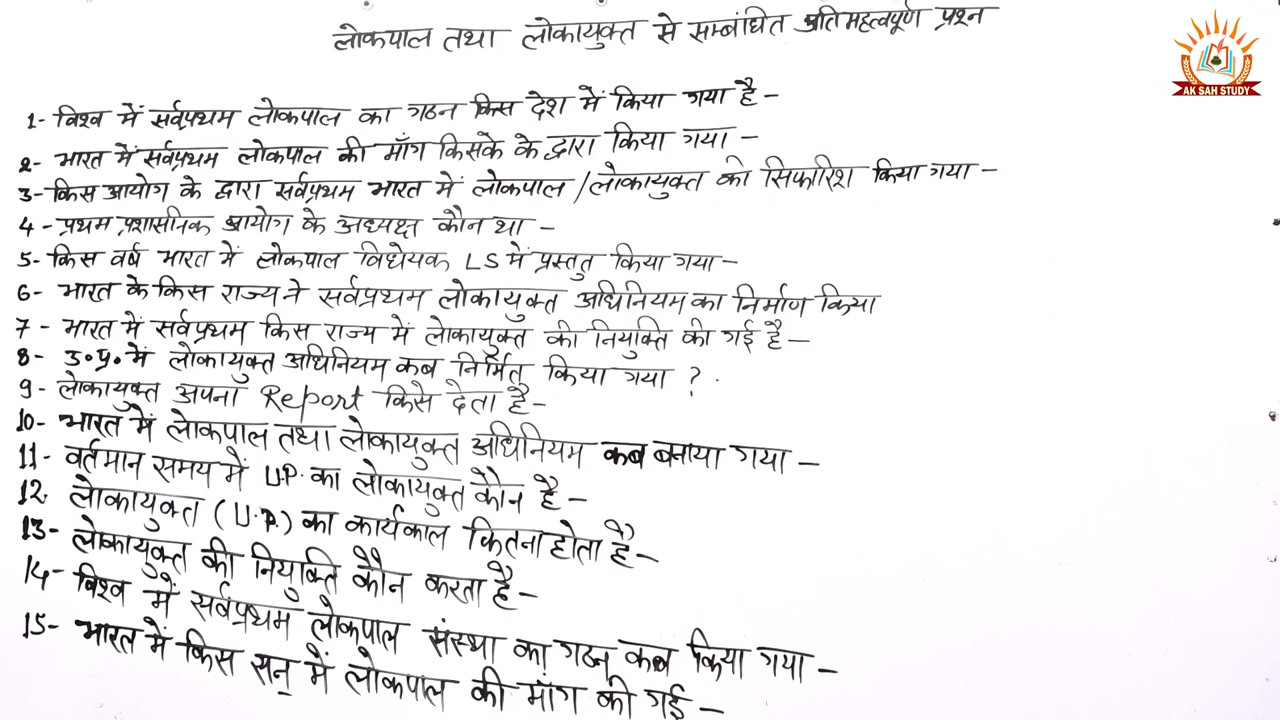 लोकपाल तथा लोकायुक्त से सम्बंधित अतिमहत्वपूर्ण प्रश्न
AK SAH STUDY
1- विश्व में सर्वप्रथम लोकपाल का गठन किस देश में किया गया है -
2- भारत में सर्वप्रथम लोकपाल की माँग किसके के द्वारा किया गया -
3- किस आयोग के द्वारा सर्वप्रथम भारत में लोकपाल / लोकायुक्त की सिफारिश किया गया -
4- प्रथम प्रशासनिक आयोग के अध्यक्ष कौन था -
5- किस वर्ष भारत में लोकपाल विधेयक LS में प्रस्तुत किया गया -
6- भारत के किस राज्य ने सर्वप्रथम लोकायुक्त अधिनियम का निर्माण किया
7- भारत में सर्वप्रथम किस राज्य में लोकायुक्त की नियुक्ति की गई है -
8- उ०प्र० में लोकायुक्त अधिनियम कब निर्मित किया गया ?
9- लोकायुक्त अपना Report किसे देता है -
10- भारत में लोकपाल तथा लोकायुक्त अधिनियम कब बनाया गया -
11- वर्तमान समय में U.P. का लोकायुक्त कौन है -
12. लोकायुक्त (U.P.) का कार्यकाल कितना होता है -
13- लोकायुक्त की नियुक्ति कौन करता है -
14- विश्व में सर्वप्रथम लोकपाल संस्था का गठन कब किया गया -
15- भारत में किस सन् में लोकपाल की माँग की गई -